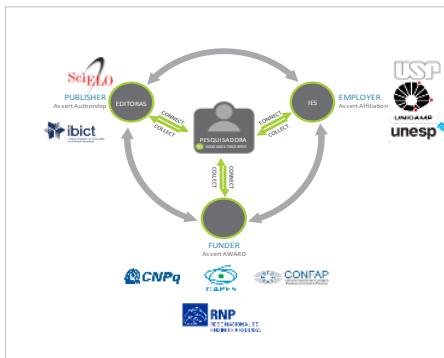 SciELO
PUBLISHER
Assert Authorship
EDITORAS
ibict
CONNECT
COLLECT
PESQUISADORA
CONNECT
COLLECT
IES
EMPLOYER
Assert Affiliation
USP
UNICAMP
unesp
COLLECT
CONNECT
FUNDER
Assert AWARD
CNPq
CAPES
CONFAP
RNP